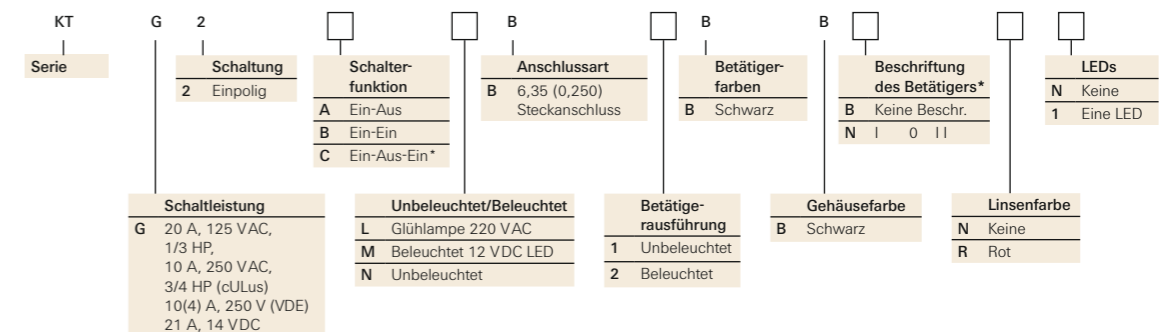 KT G 2 B B B
Serie
Schaltung
2 Einpolig
Schalter-
funktion
A Ein-Aus
B Ein-Ein
C Ein-Aus-Ein*
Anschlussart
B 6,35 (0,250)
Steckanschluss
Betätiger-
farben
B Schwarz
Beschriftung
des Betätigers*
B Keine Beschr.
N I 0 II
LEDs
N Keine
1 Eine LED
Schaltleistung
G 20 A, 125 VAC,
1/3 HP,
10 A, 250 VAC,
3/4 HP (cULus)
10(4) A, 250 V (VDE)
21 A, 14 VDC
Unbeleuchtet/Beleuchtet
L Glühlampe 220 VAC
M Beleuchtet 12 VDC LED
N Unbeleuchtet
Betätige-
rausführung
1 Unbeleuchtet
2 Beleuchtet
Gehäusefarbe
B Schwarz
Linsenfarbe
N Keine
R Rot